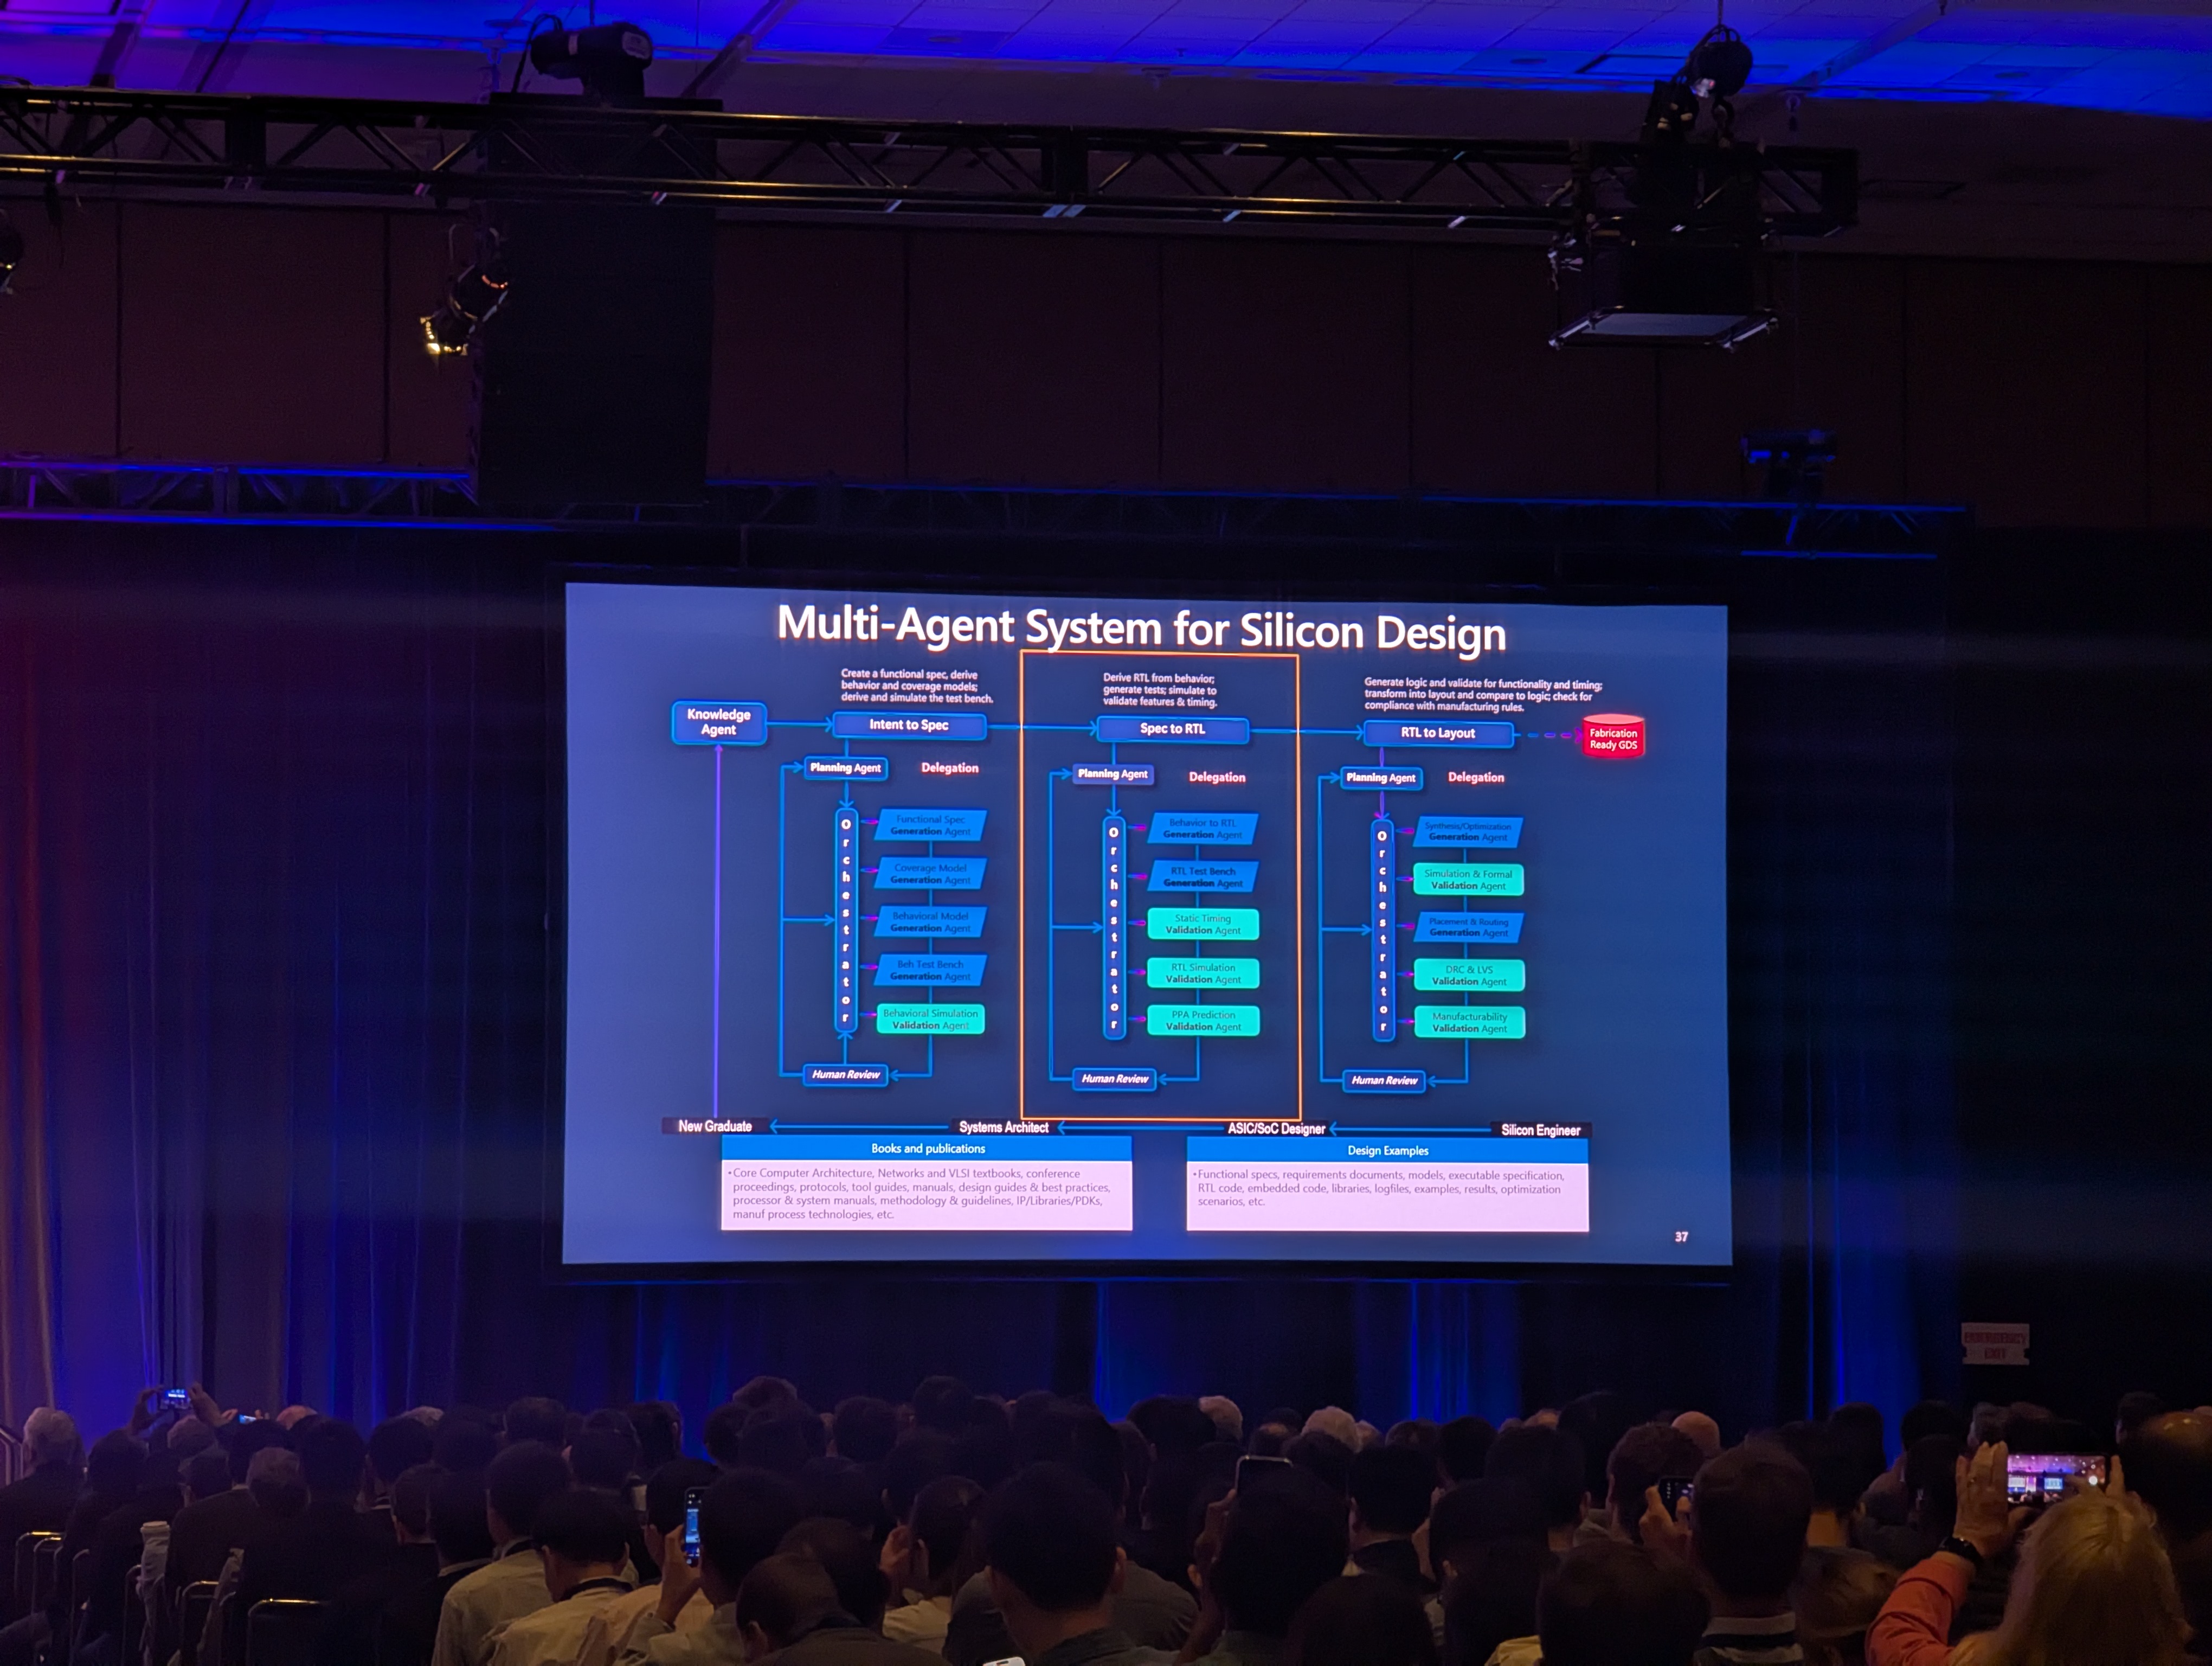 Multi-Agent System for Silicon Design
Create a functional spec, derive
behavior and coverage models;
derive and simulate the test bench.
Derive RTL from behavior;
generate tests; simulate to
validate features & timing.
Generate logic and validate for functionality and timing;
transform into layout and compare to logic; check for
compliance with manufacturing rules.
Knowledge
Agent
Intent to Spec
Spec to RTL
RTL to Layout
Fabrication
Ready GDS
Planning Agent
Delegation
Orchestrator
Functional Spec
Generation Agent
Coverage Model
Generation Agent
Behavioral Model
Generation Agent
Beh Test Bench
Generation Agent
Behavioral Simulation
Validation Agent
Human Review
Planning Agent
Delegation
Orchestrator
Behavior to RTL
Generation Agent
RTL Test Bench
Generation Agent
Static Timing
Validation Agent
RTL Simulation
Validation Agent
PPA Prediction
Validation Agent
Human Review
Planning Agent
Delegation
Orchestrator
Synthesis/Optimization
Generation Agent
Simulation & Formal
Validation Agent
Placement & Routing
Generation Agent
DRC & LVS
Validation Agent
Manufacturability
Validation Agent
Human Review
New Graduate
Systems Architect
ASIC/SoC Designer
Silicon Engineer
Books and publications
•Core Computer Architecture, Networks and VLSI textbooks, conference
proceedings, protocols, tool guides, manuals, design guides & best practices,
processor & system manuals, methodology & guidelines, IP/Libraries/PDKs,
manuf process technologies, etc.
Design Examples
•Functional specs, requirements documents, models, executable specification,
RTL code, embedded code, libraries, logfiles, examples, results, optimization
scenarios, etc.
37
EMERGENCY
EXIT